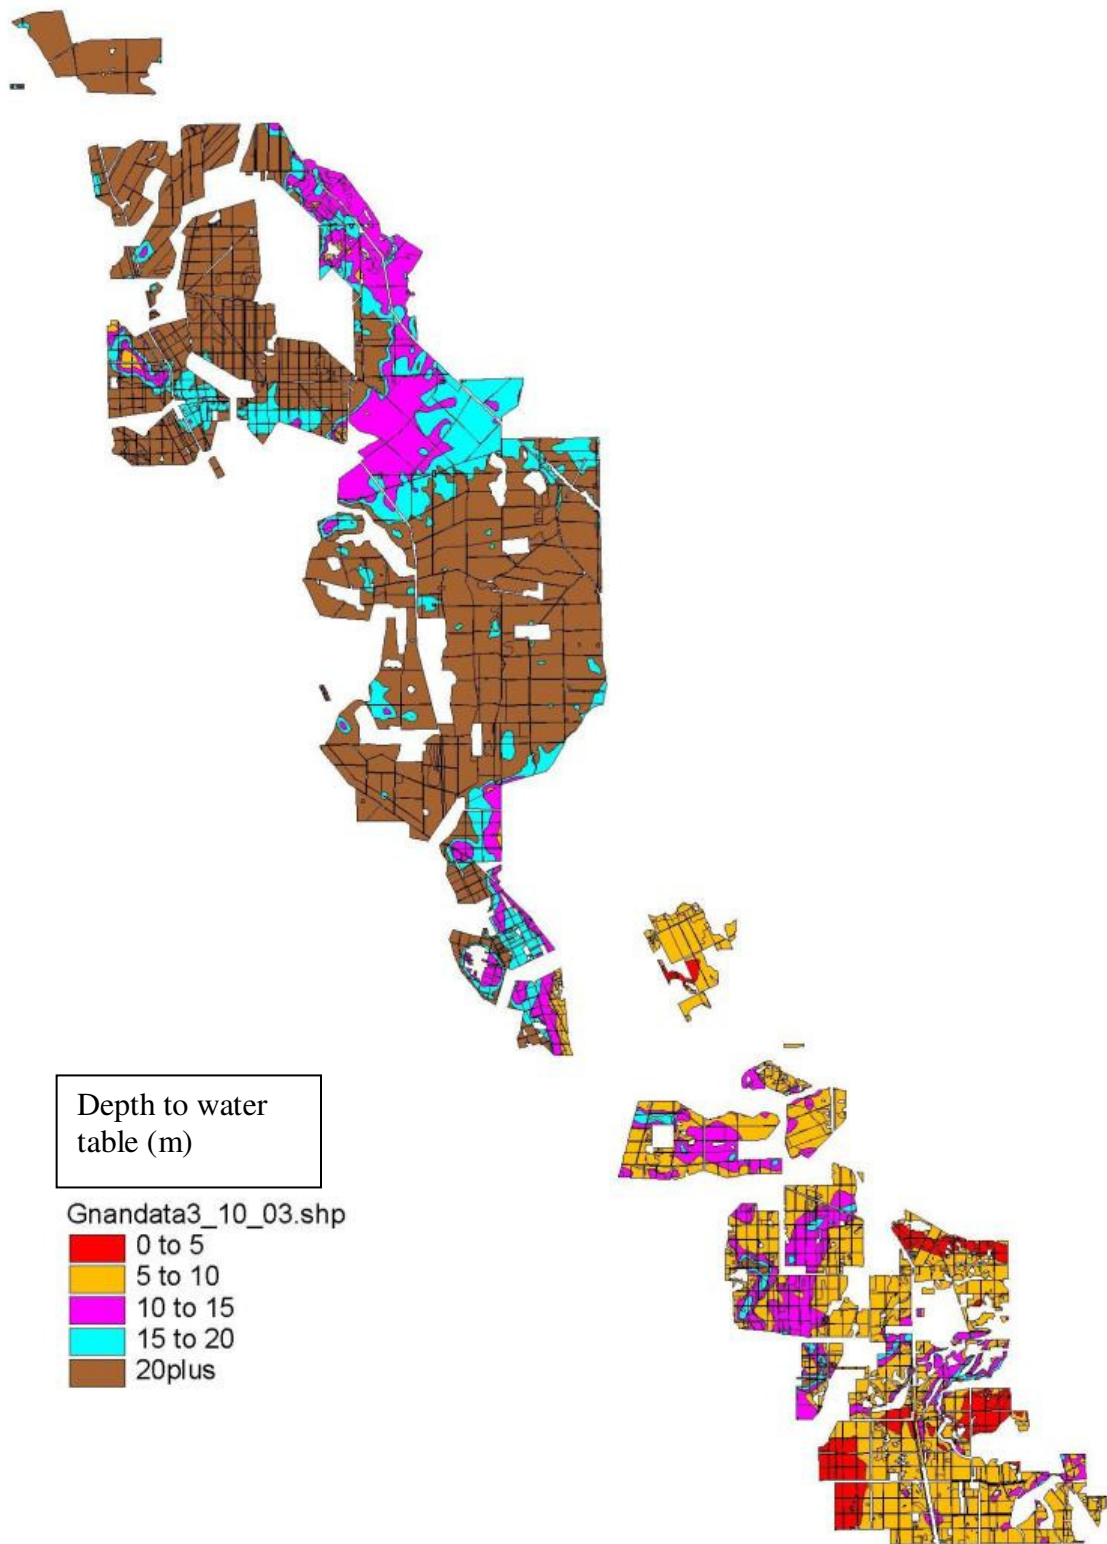 Depth to water
table (m)
Gnandata3_10_03.shp
0 to 5
5 to 10
10 to 15
15 to 20
20plus